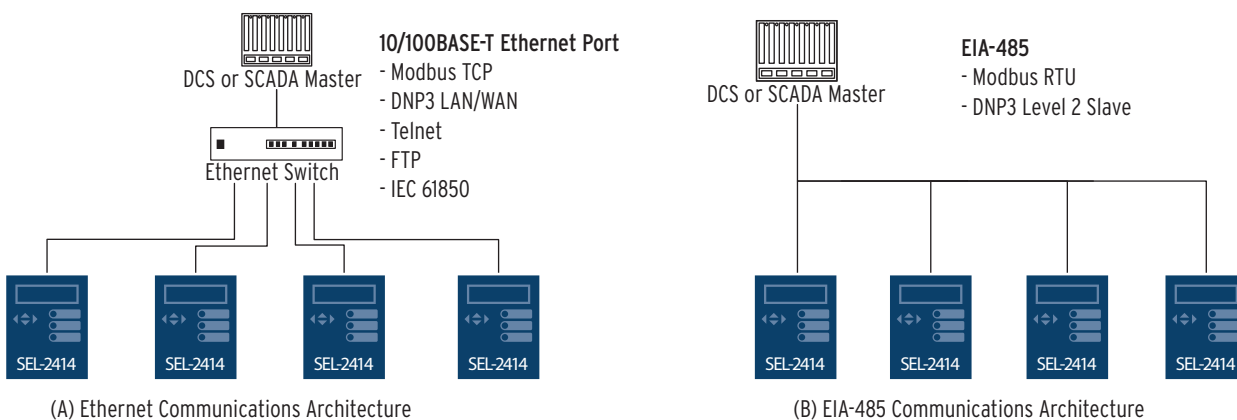 DCS or SCADA Master
10/100BASE-T Ethernet Port
- Modbus TCP
- DNP3 LAN/WAN
- Telnet
- FTP
- IEC 61850
Ethernet Switch
SEL-2414
SEL-2414
SEL-2414
SEL-2414
(A) Ethernet Communications Architecture
DCS or SCADA Master
EIA-485
- Modbus RTU
- DNP3 Level 2 Slave
SEL-2414
SEL-2414
SEL-2414
SEL-2414
(B) EIA-485 Communications Architecture